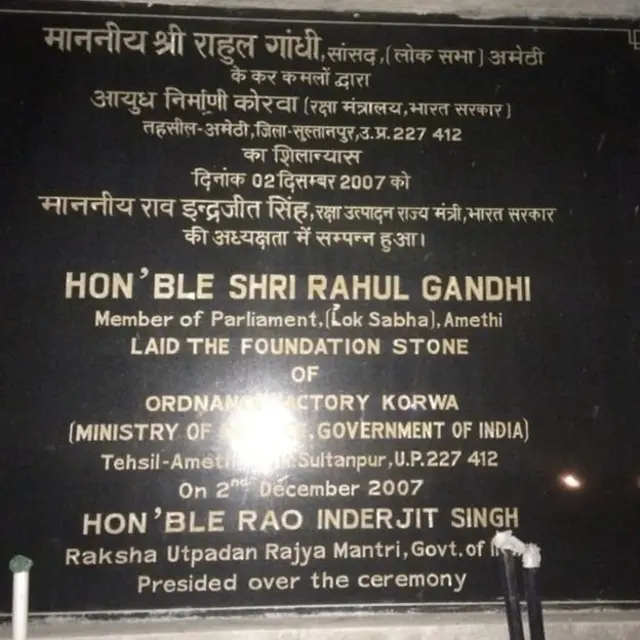 माननीय श्री राहुल गांधी,सांसद,(लोक सभा) अमेठी
के कर कमलों द्वारा
आयुध निर्माणी कोरवा (रक्षा मंत्रालय,भारत सरकार)
तहसील-अमेठी,जिला-सुल्तानपुर,उ.प्र.227 412
का शिलान्यास
दिनांक 02 दिसम्बर 2007 को
माननीय राव इन्द्रजीत सिंह,रक्षा उत्पादन राज्य मंत्री,भारत सरकार
की अध्यक्षता में सम्पन्न हुआ।
HON'BLE SHRI RAHUL GANDHI
Member of Parliament,(Lok Sabha),Amethi
LAID THE FOUNDATION STONE
OF
KORWA
(MINISTRY OF GOVERNMENT OF INDIA)
Sultanpur,U.P.227 412
On 2nd December 2007
HON'BLE RAO INDERJIT SINGH
Raksha Utpadan Rajya Mantri,Govt.of
Presided over the ceremony